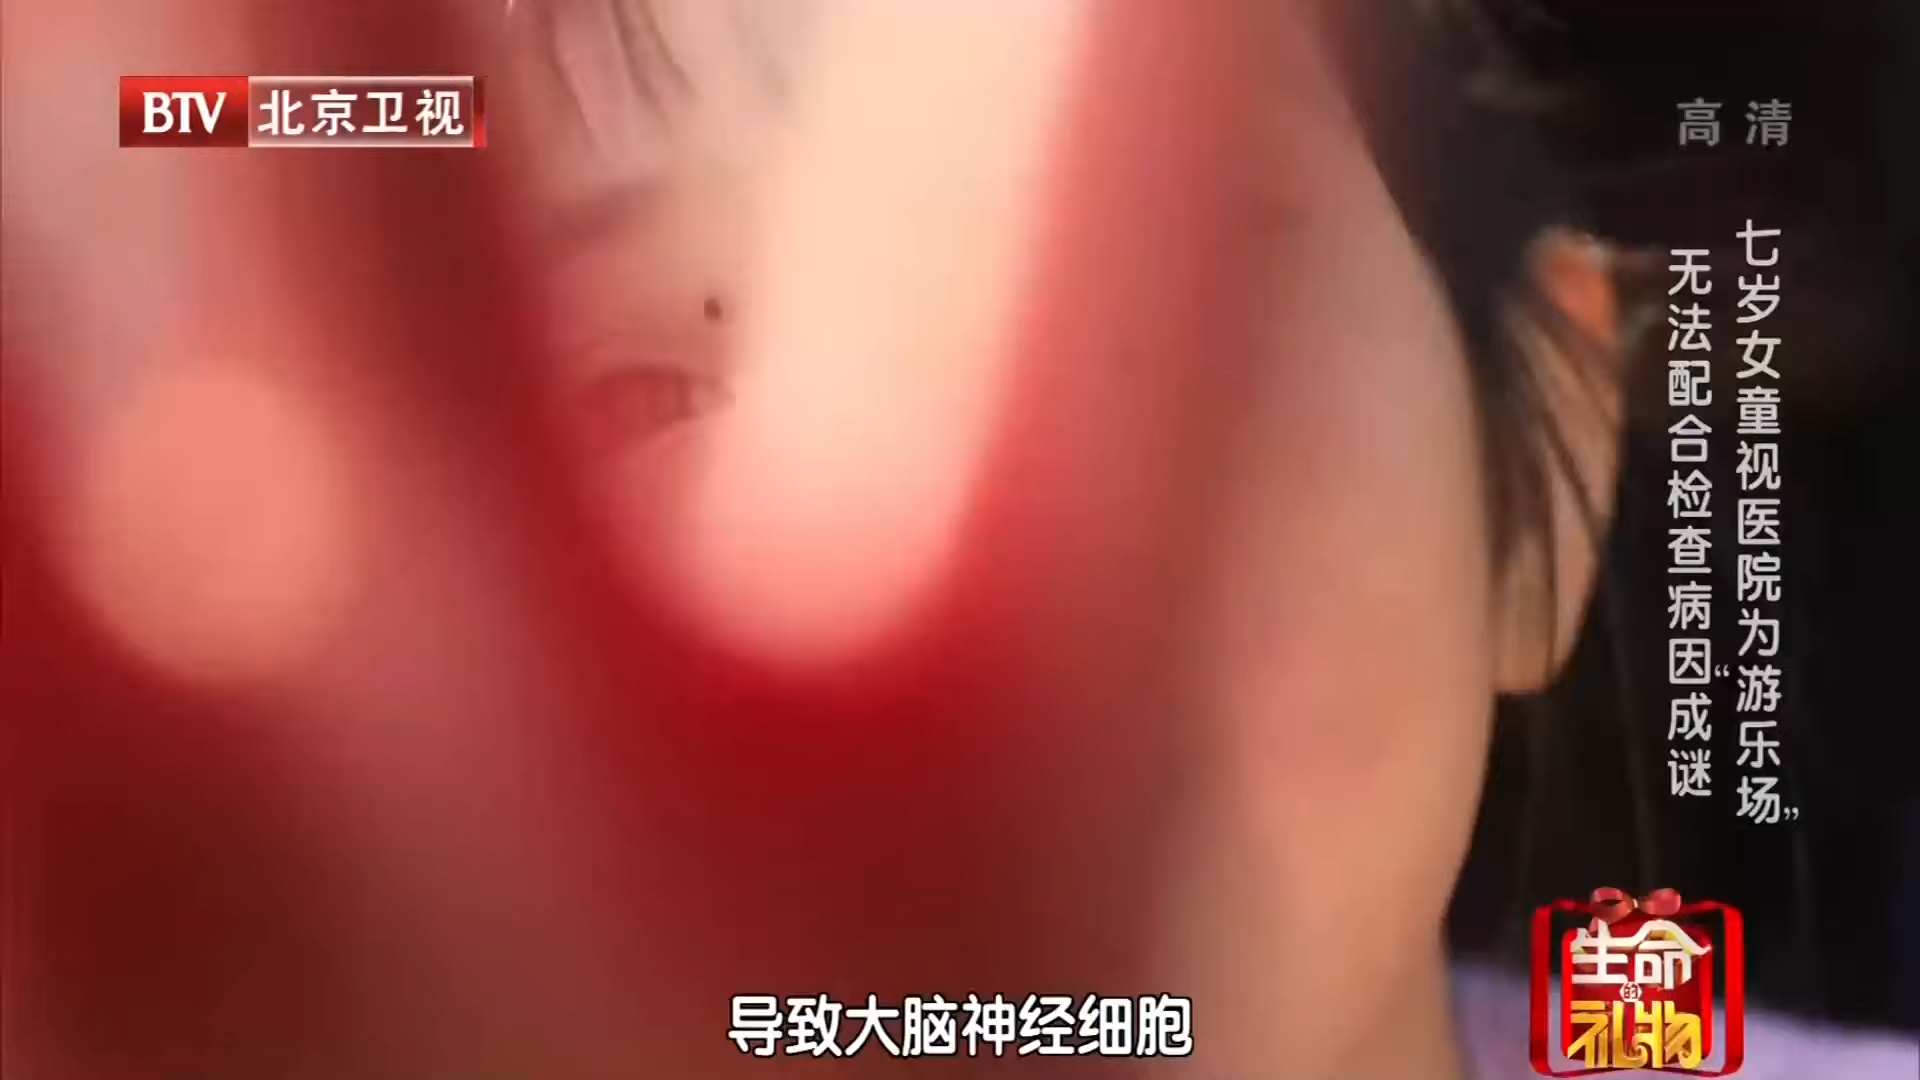 BTV 北京卫视
高清
七岁女童视医院为“游乐场”
无法配合检查病因成谜
导致大脑神经细胞
生命
的
礼物